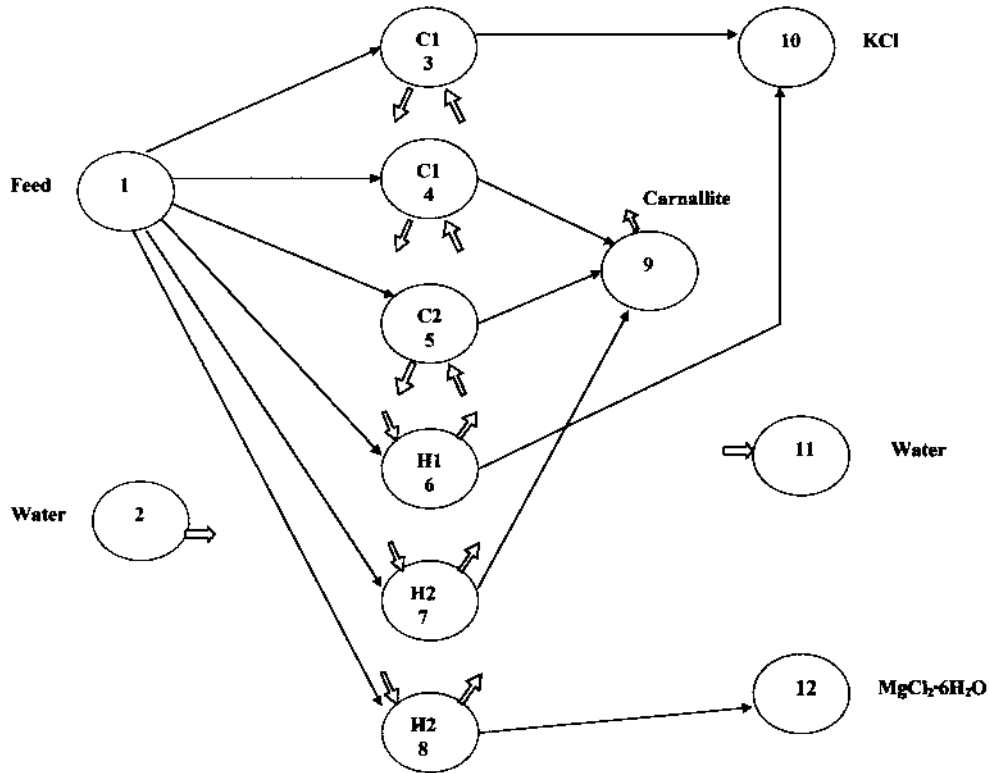 C1
3
10
KCl
Feed
1
C1
4
Carnallite
9
C2
5
H1
6
11
Water
Water
2
H2
7
12
MgCl₂·6H₂O
H2
8